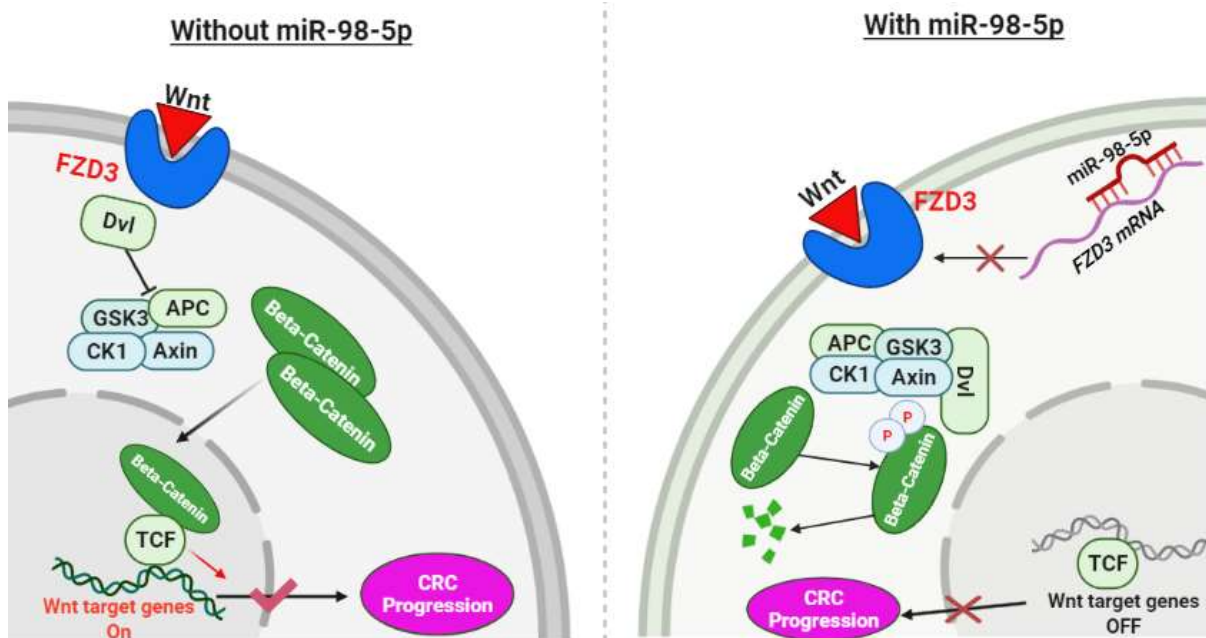 Without miR-98-5p
Wnt
FZD3
Dvl
GSK3
APC
CK1
Axin
Beta-Catenin
Beta-Catenin
Beta-Catenin
TCF
Wnt target genes
On
CRC
Progression
With miR-98-5p
miR-98-5p
Wnt
FZD3
FZD3 mRNA
APC
GSK3
CK1
Axin
Dvl
P
P
Beta-Catenin
Beta-Catenin
TCF
Wnt target genes
OFF
CRC
Progression